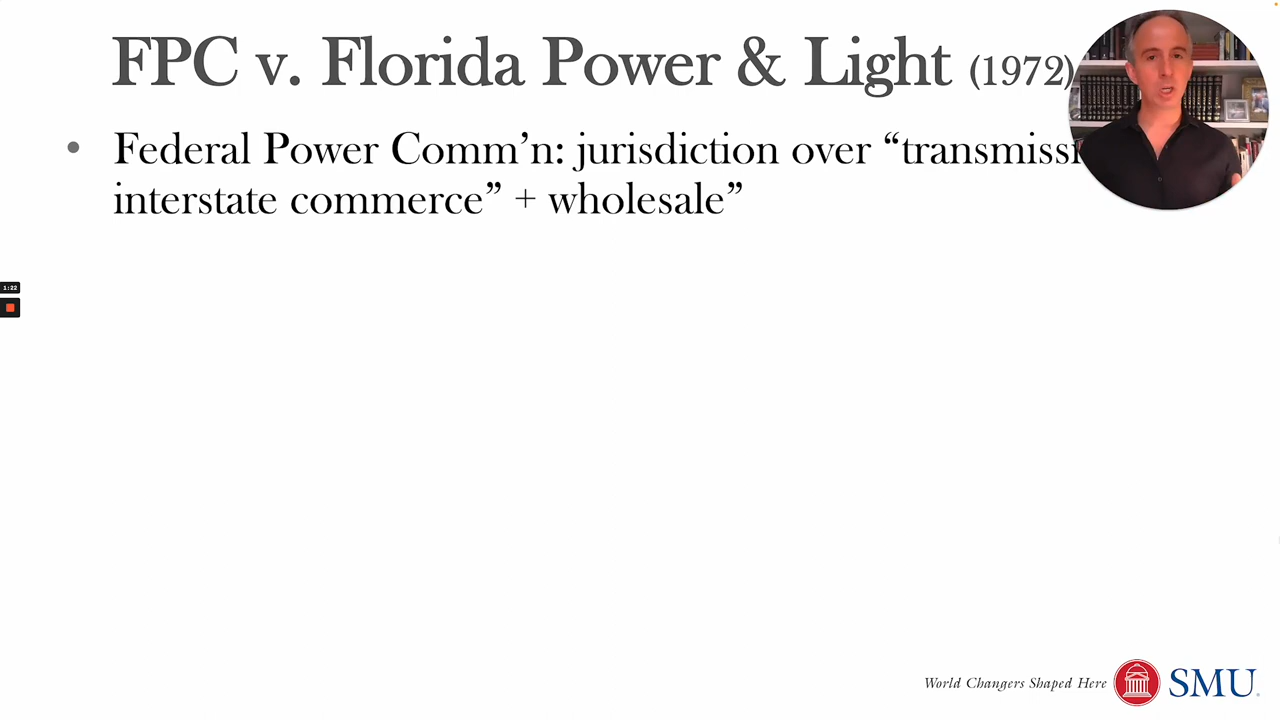 FPC v. Florida Power & Light (1972)
• Federal Power Comm’n: jurisdiction over “transmissi
interstate commerce” + wholesale”
1:22
World Changers Shaped Here SMU